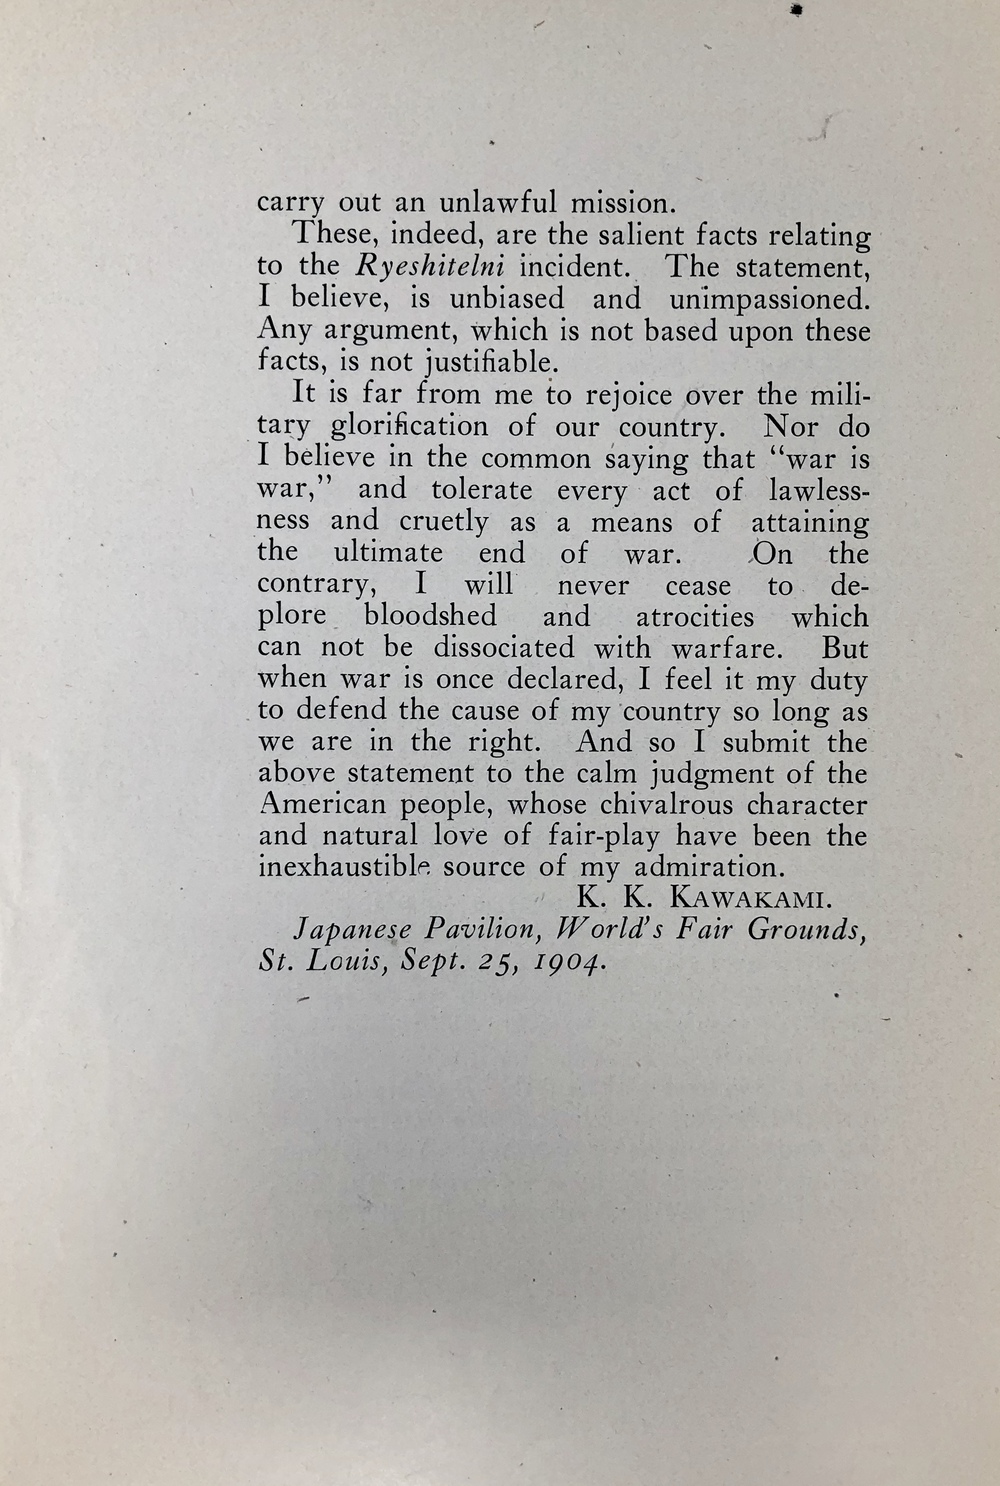 carry out an unlawful mission.
These, indeed, are the salient facts relating
to the Ryeshitelni incident. The statement,
I believe, is unbiased and unimpassioned.
Any argument, which is not based upon these
facts, is not justifiable.
It is far from me to rejoice over the mili-
tary glorification of our country. Nor do
I believe in the common saying that “war is
war,” and tolerate every act of lawless-
ness and cruetly as a means of attaining
the ultimate end of war. On the
contrary, I will never cease to de-
plore bloodshed and atrocities which
can not be dissociated with warfare. But
when war is once declared, I feel it my duty
to defend the cause of my country so long as
we are in the right. And so I submit the
above statement to the calm judgment of the
American people, whose chivalrous character
and natural love of fair-play have been the
inexhaustible source of my admiration.
K. K. KAWAKAMI.
Japanese Pavilion, World’s Fair Grounds,
St. Louis, Sept. 25, 1904.